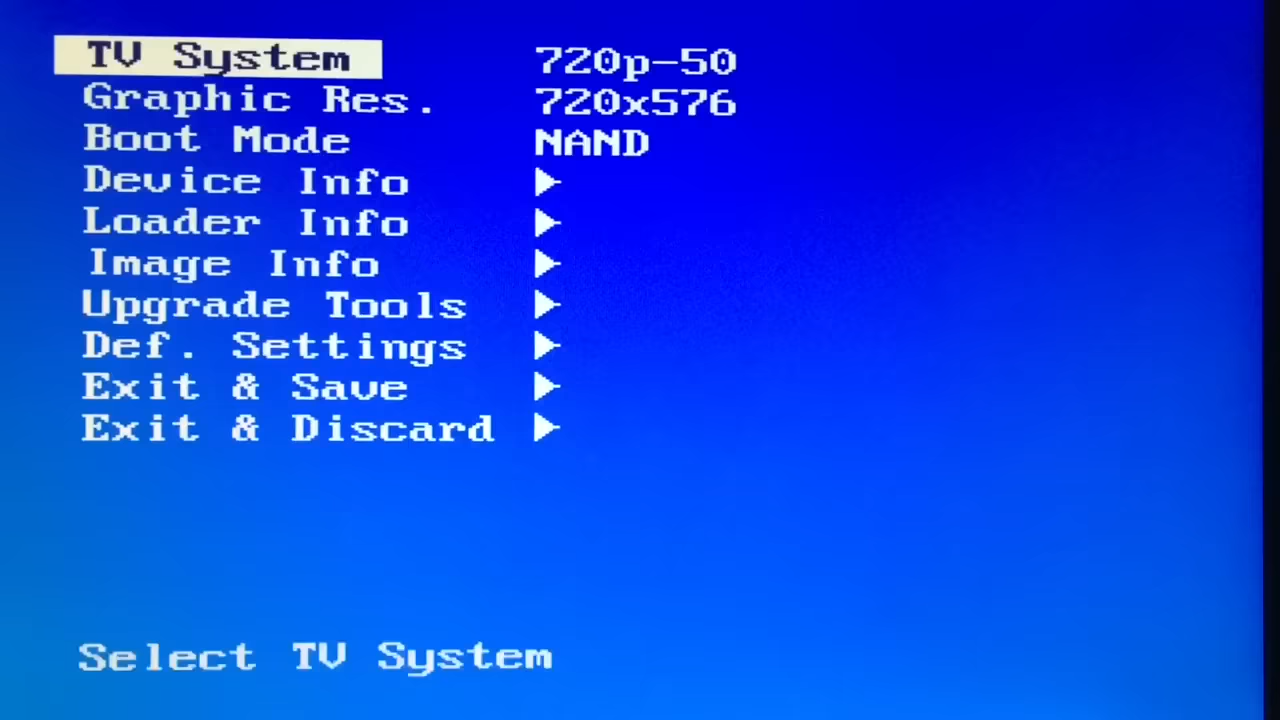 TV System 720p-50
Graphic Res. 720x576
Boot Mode NAND
Device Info
Loader Info
Image Info
Upgrade Tools
Def. Settings
Exit & Save
Exit & Discard
Select TV System